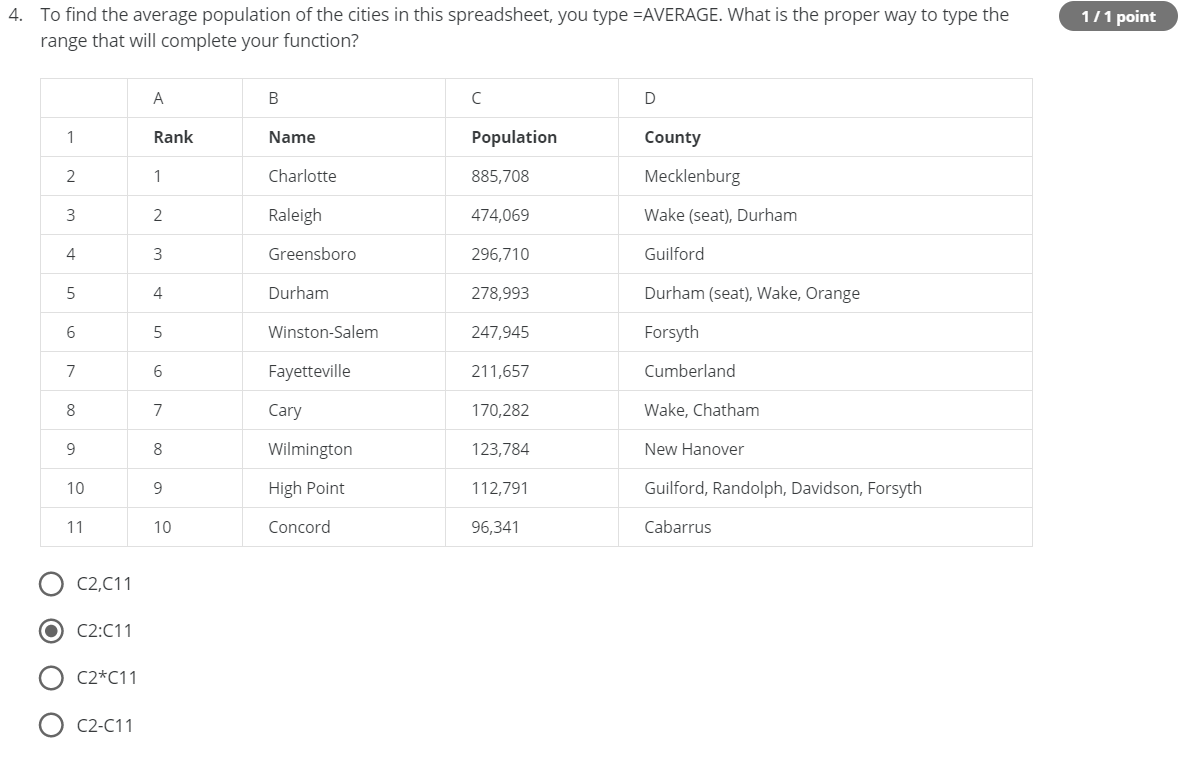 4. To find the average population of the cities in this spreadsheet, you type =AVERAGE. What is the proper way to type the
range that will complete your function?
1 / 1 point
A B C D
1 Rank Name Population County
2 1 Charlotte 885,708 Mecklenburg
3 2 Raleigh 474,069 Wake (seat), Durham
4 3 Greensboro 296,710 Guilford
5 4 Durham 278,993 Durham (seat), Wake, Orange
6 5 Winston-Salem 247,945 Forsyth
7 6 Fayetteville 211,657 Cumberland
8 7 Cary 170,282 Wake, Chatham
9 8 Wilmington 123,784 New Hanover
10 9 High Point 112,791 Guilford, Randolph, Davidson, Forsyth
11 10 Concord 96,341 Cabarrus
C2,C11
C2:C11
C2*C11
C2-C11